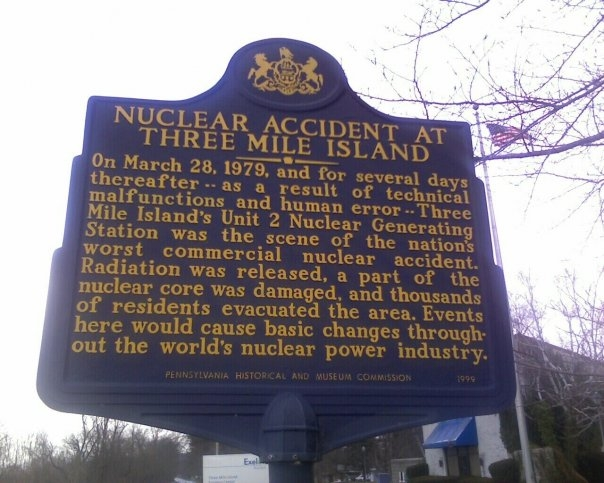 NUCLEAR ACCIDENT AT
THREE MILE ISLAND
On March 28, 1979, and for several days
thereafter -- as a result of technical
malfunctions and human error -- Three
Mile Island's Unit 2 Nuclear Generating
Station was the scene of the nation's
worst commercial nuclear accident.
Radiation was released, a part of the
nuclear core was damaged, and thousands
of residents evacuated the area. Events
here would cause basic changes through-
out the world's nuclear power industry.
PENNSYLVANIA HISTORICAL AND MUSEUM COMMISSION 1999